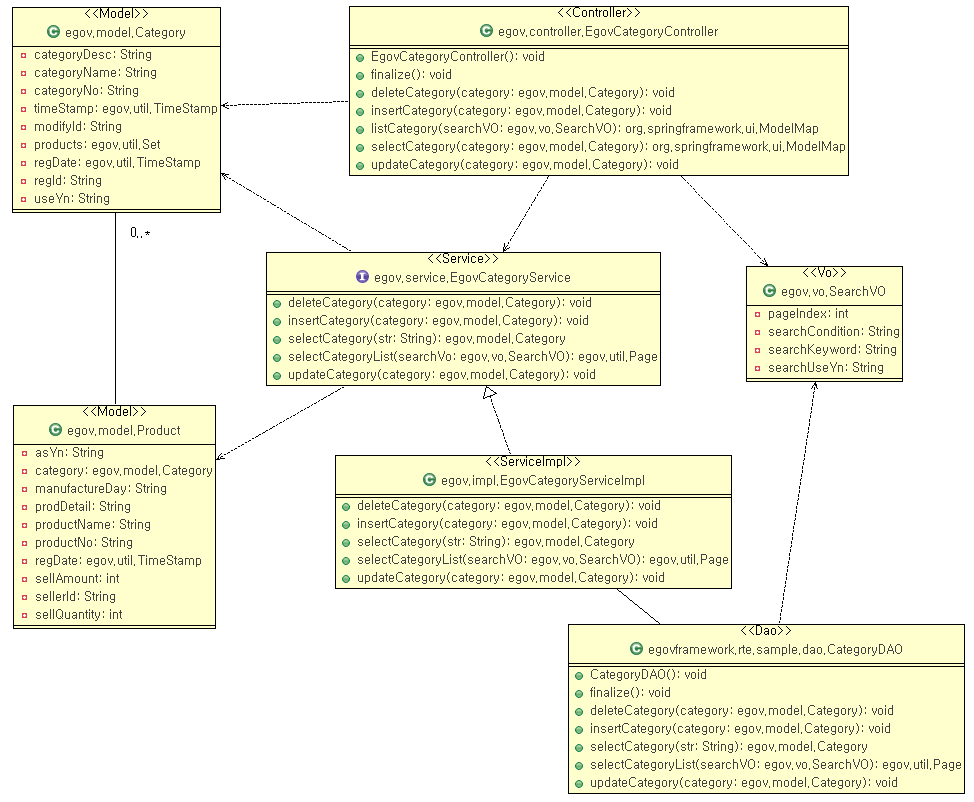 <<Model>>
egov.model.Category
categoryDesc: String
categoryName: String
categoryNo: String
timeStamp: egov.util.TimeStamp
modifyId: String
products: egov.util.Set
regDate: egov.util.TimeStamp
regId: String
useYn: String
<<Controller>>
egov.controller.EgovCategoryController
EgovCategoryController(): void
finalize(): void
deleteCategory(category: egov.model.Category): void
insertCategory(category: egov.model.Category): void
listCategory(searchVO: egov.vo.SearchVO): org.springframework.ui.ModelMap
selectCategory(category: egov.model.Category): org.springframework.ui.ModelMap
updateCategory(category: egov.model.Category): void
0..*
<<Service>>
egov.service.EgovCategoryService
deleteCategory(category: egov.model.Category): void
insertCategory(category: egov.model.Category): void
selectCategory(str: String): egov.model.Category
selectCategoryList(searchVo: egov.vo.SearchVO): egov.util.Page
updateCategory(category: egov.model.Category): void
<<Vo>>
egov.vo.SearchVO
pageIndex: int
searchCondition: String
searchKeyword: String
searchUseYn: String
<<Model>>
egov.model.Product
asYn: String
category: egov.model.Category
manufactureDay: String
prodDetail: String
productName: String
productNo: String
regDate: egov.util.TimeStamp
sellAmount: int
sellerId: String
sellQuantity: int
<<ServiceImpl>>
egov.impl.EgovCategoryServiceImpl
deleteCategory(category: egov.model.Category): void
insertCategory(category: egov.model.Category): void
selectCategory(str: String): egov.model.Category
selectCategoryList(searchVO: egov.vo.SearchVO): egov.util.Page
updateCategory(category: egov.model.Category): void
<<Dao>>
egovframework.rte.sample.dao.CategoryDAO
CategoryDAO(): void
finalize(): void
deleteCategory(category: egov.model.Category): void
insertCategory(category: egov.model.Category): void
selectCategory(str: String): egov.model.Category
selectCategoryList(searchVO: egov.vo.SearchVO): egov.util.Page
updateCategory(category: egov.model.Category): void